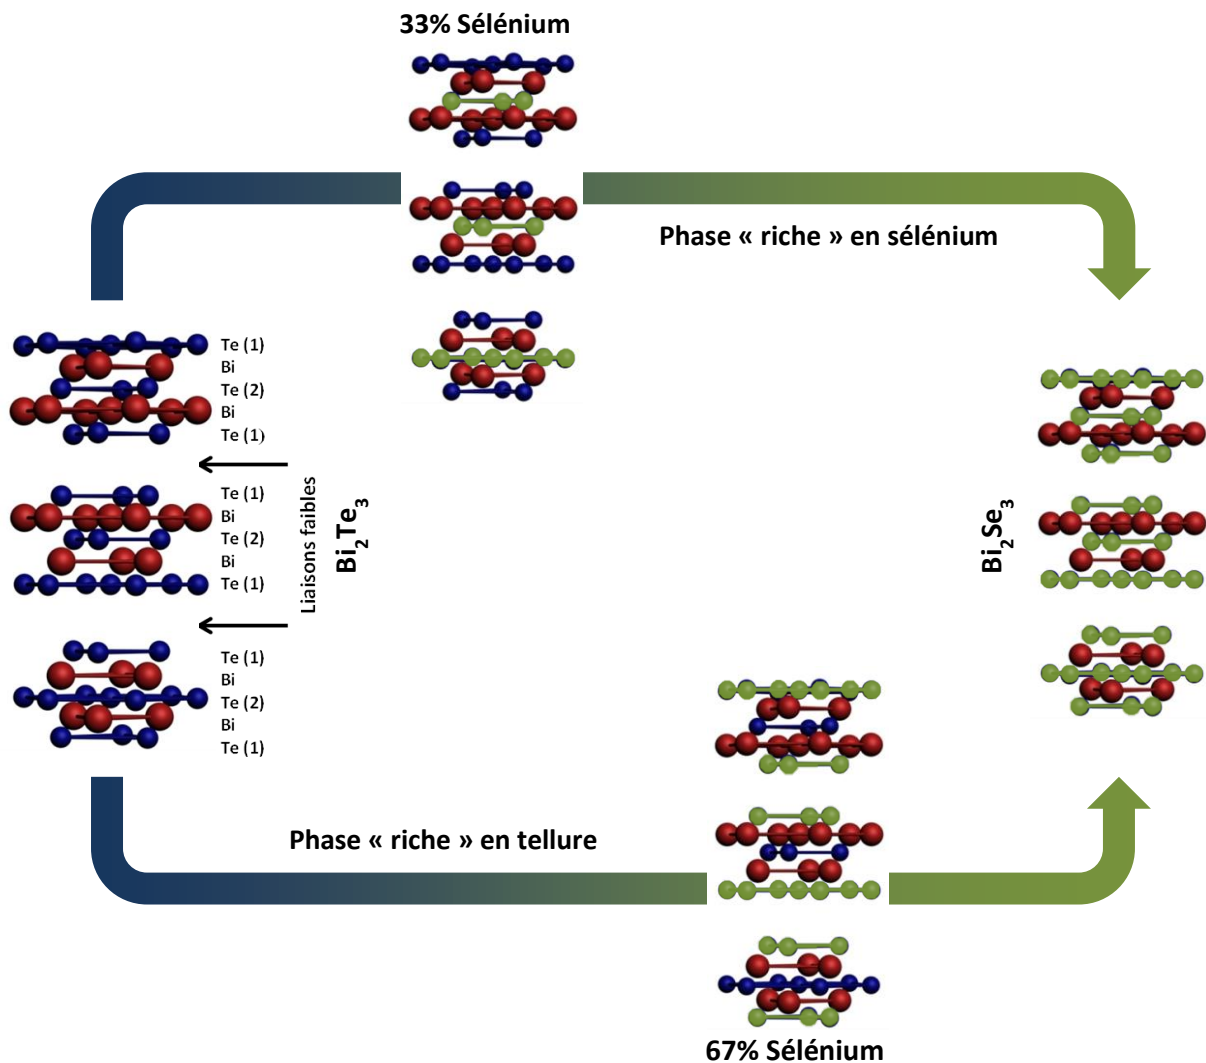 33% Sélénium
Phase « riche » en sélénium
Te (1)
Bi
Te (2)
Bi
Te (1)
Te (1)
Bi
Te (2)
Bi
Te (1)
Te (1)
Bi
Te (2)
Bi
Te (1)
Liaisons faibles
Bi₂Te₃
Bi₂Se₃
Phase « riche » en tellure
67% Sélénium